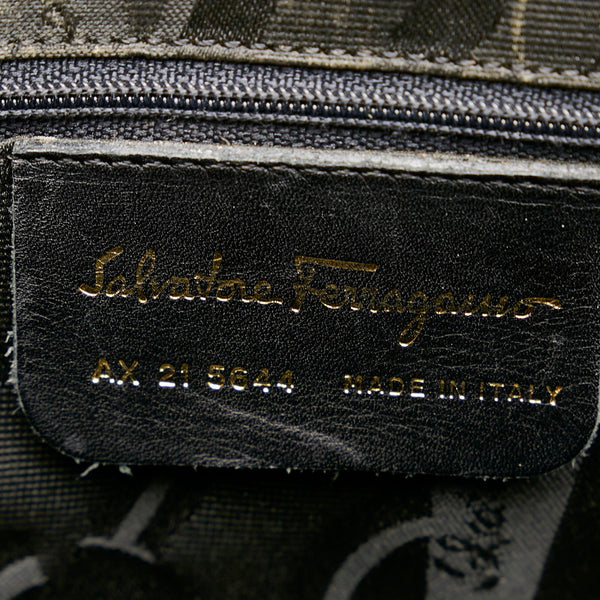 Salvatore Ferragamo
AX 21 5644 MADE IN ITALY